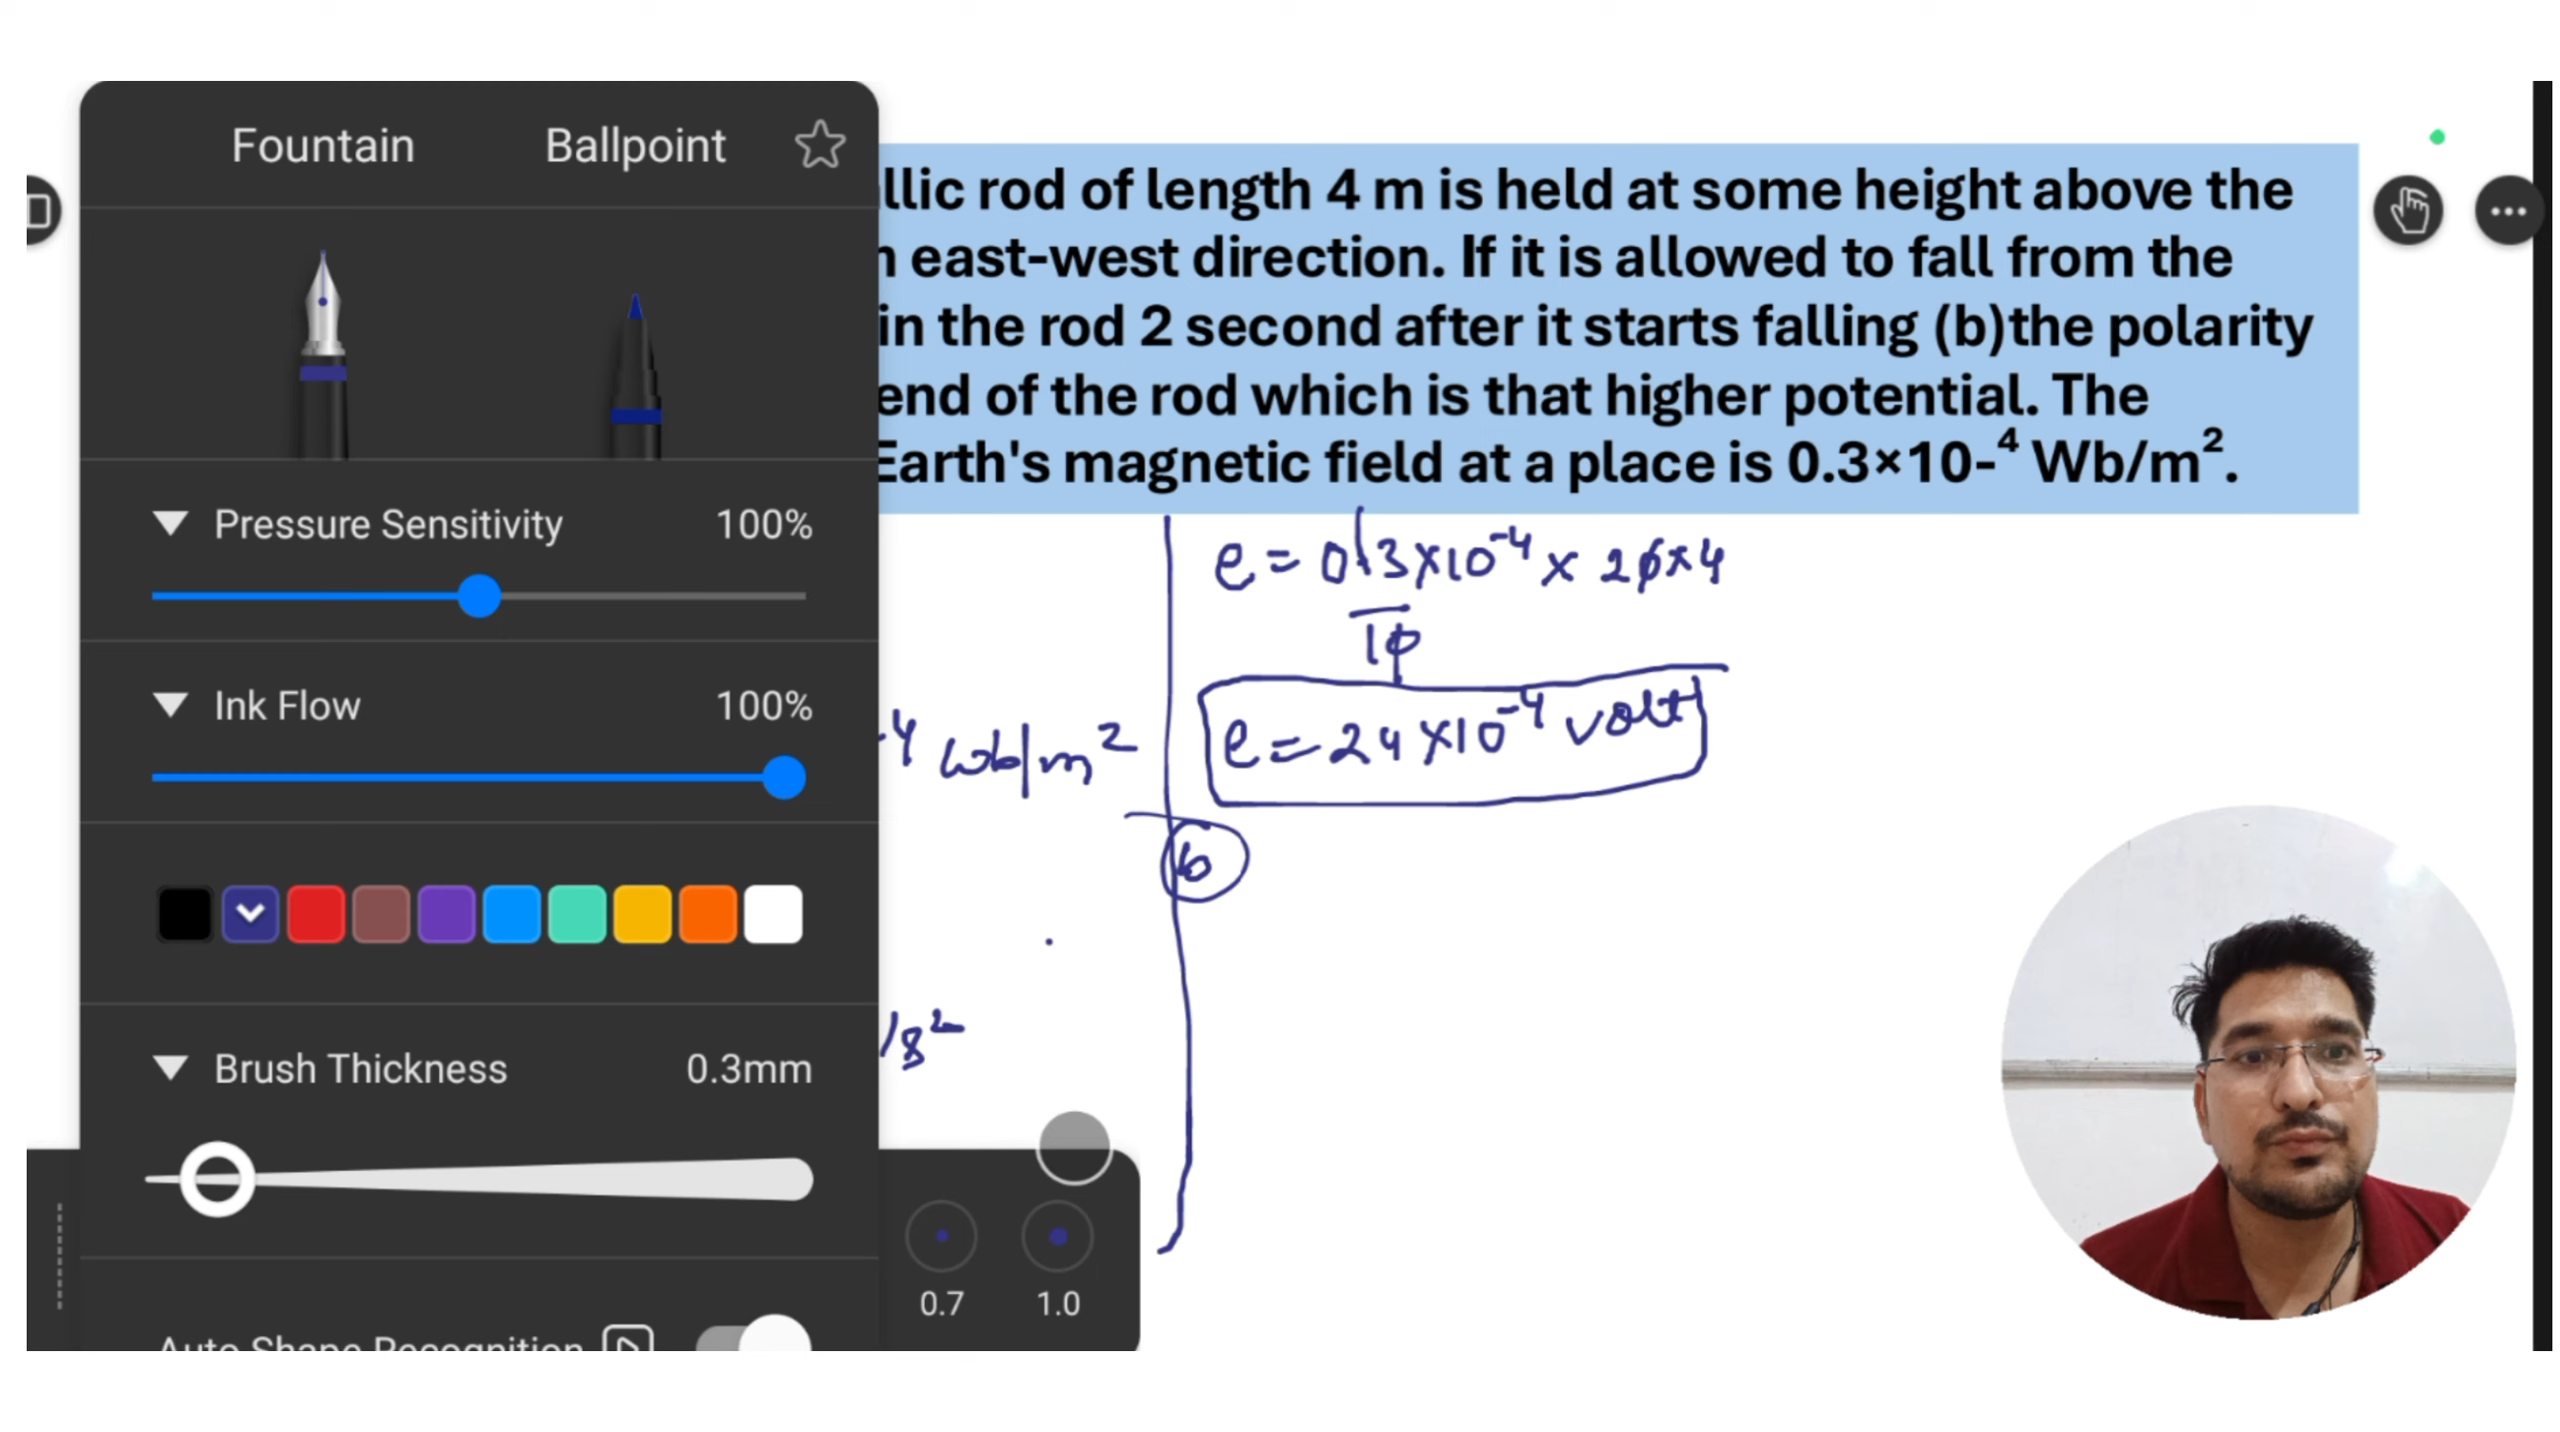 Fountain Ballpoint
llic rod of length 4 m is held at some height above the
east-west direction. If it is allowed to fall from the
in the rod 2 second after it starts falling (b)the polarity
end of the rod which is that higher potential. The
Earth's magnetic field at a place is 0.3×10-⁴ Wb/m².
Pressure Sensitivity 100%
Ink Flow 100%
Brush Thickness 0.3mm
Auto Shape Recognition
-4 wb/m²
/s²
0.7 1.0
e = 0.3×10⁻⁴ × 20×4
10
e = 24×10⁻⁴ volt
b